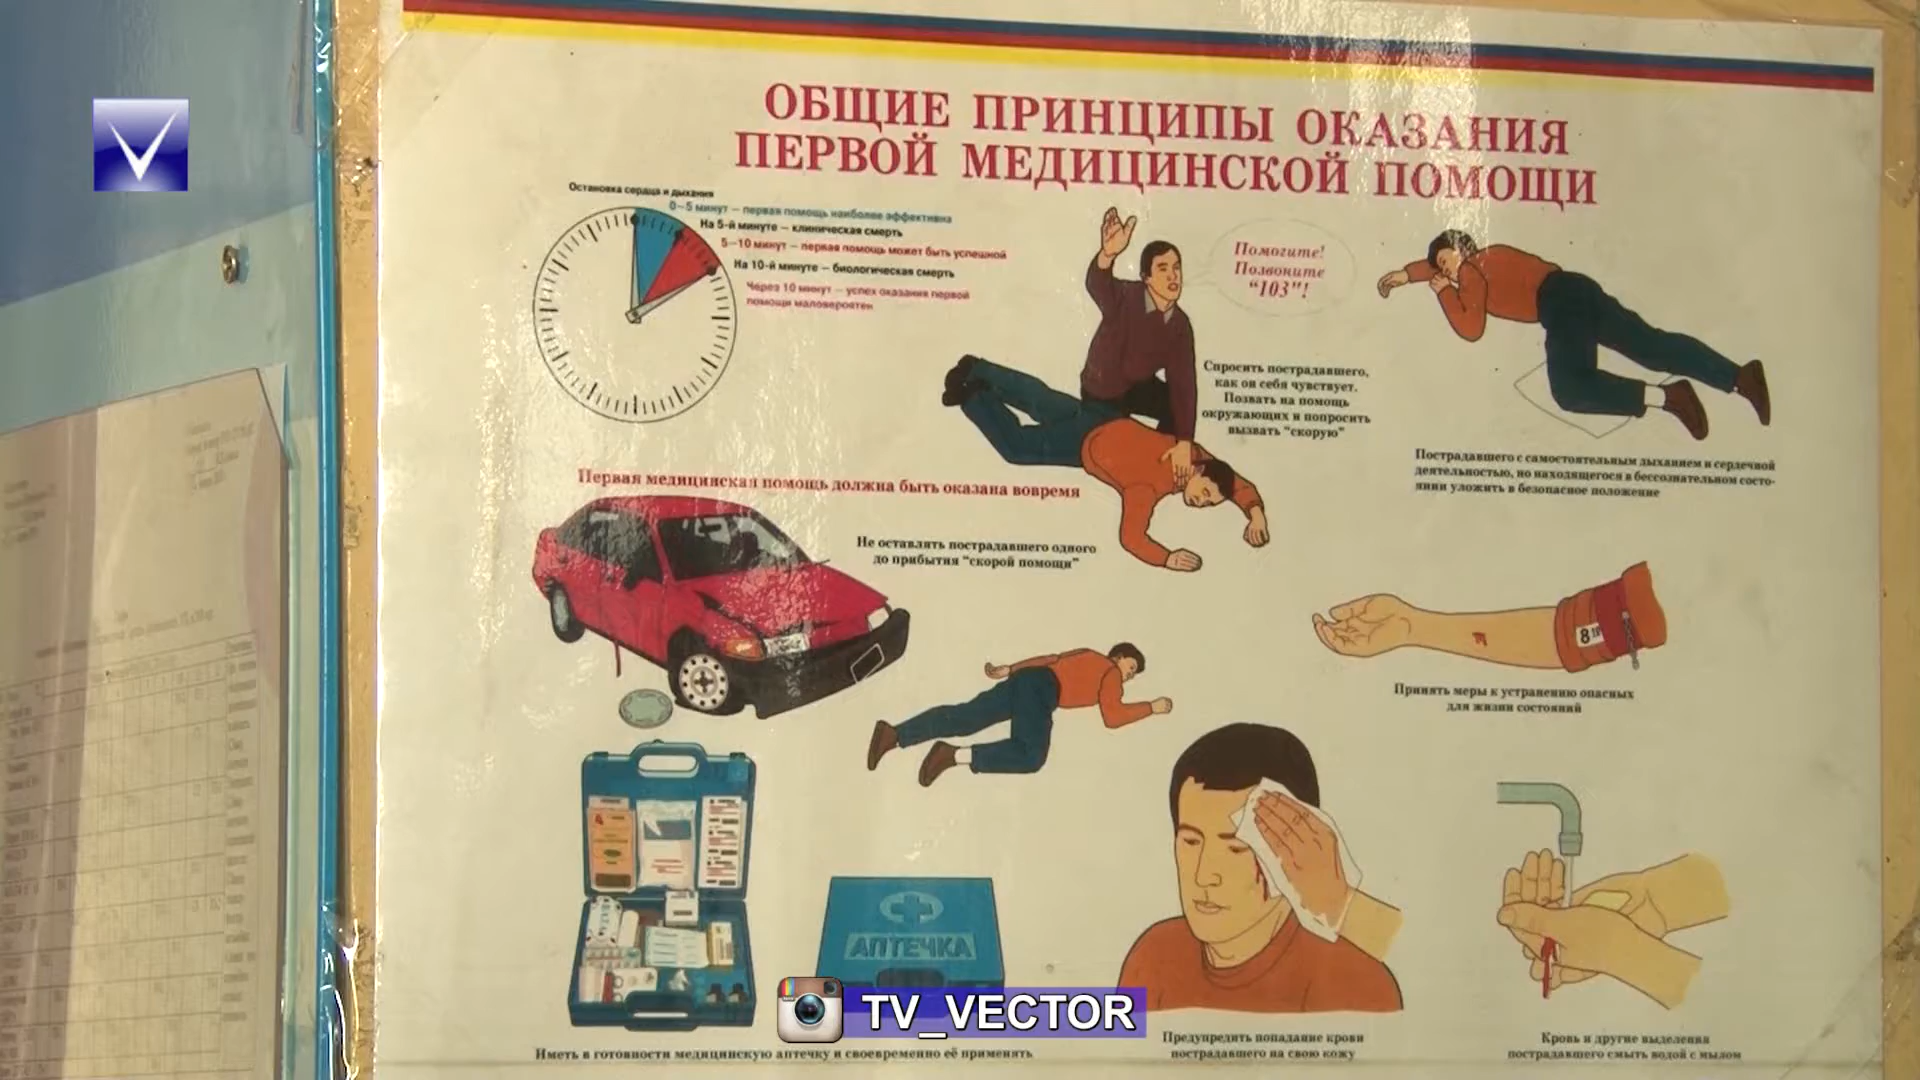 ОБЩИЕ ПРИНЦИПЫ ОКАЗАНИЯ
ПЕРВОЙ МЕДИЦИНСКОЙ ПОМОЩИ
Остановка сердца и дыхания
0–5 минут – первая помощь наиболее эффективна
На 5-й минуте – клиническая смерть
5–10 минут – первая помощь может быть успешной
На 10-й минуте – биологическая смерть
Через 10 минут – успех оказания первой
помощи маловероятен
Помогите!
Позвоните
"103"!
Спросить пострадавшего,
как он себя чувствует.
Позвать на помощь
окружающих и попросить
вызвать "скорую"
Пострадавшего с самостоятельным дыханием и сердечной
деятельностью, но находящегося в бессознательном состо-
янии уложить в безопасное положение
Первая медицинская помощь должна быть оказана вовремя
Не оставлять пострадавшего одного
до прибытия "скорой помощи"
Принять меры к устранению опасных
для жизни состояний
АПТЕЧКА
TV_VECTOR
Иметь в готовности медицинскую аптечку и своевременно её применять
Предупредить попадание крови
пострадавшего на свою кожу
Кровь и другие выделения
пострадавшего смыть водой с мылом